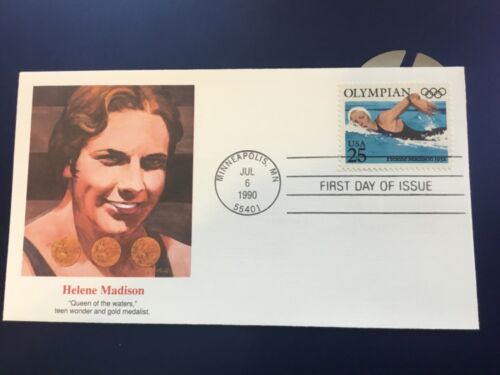 OLYMPIAN
USA
25
HELENE MADISON 1932
MINNEAPOLIS, MN
JUL
6
1990
55401
FIRST DAY OF ISSUE
Helene Madison
"Queen of the waters,"
teen wonder and gold medalist.